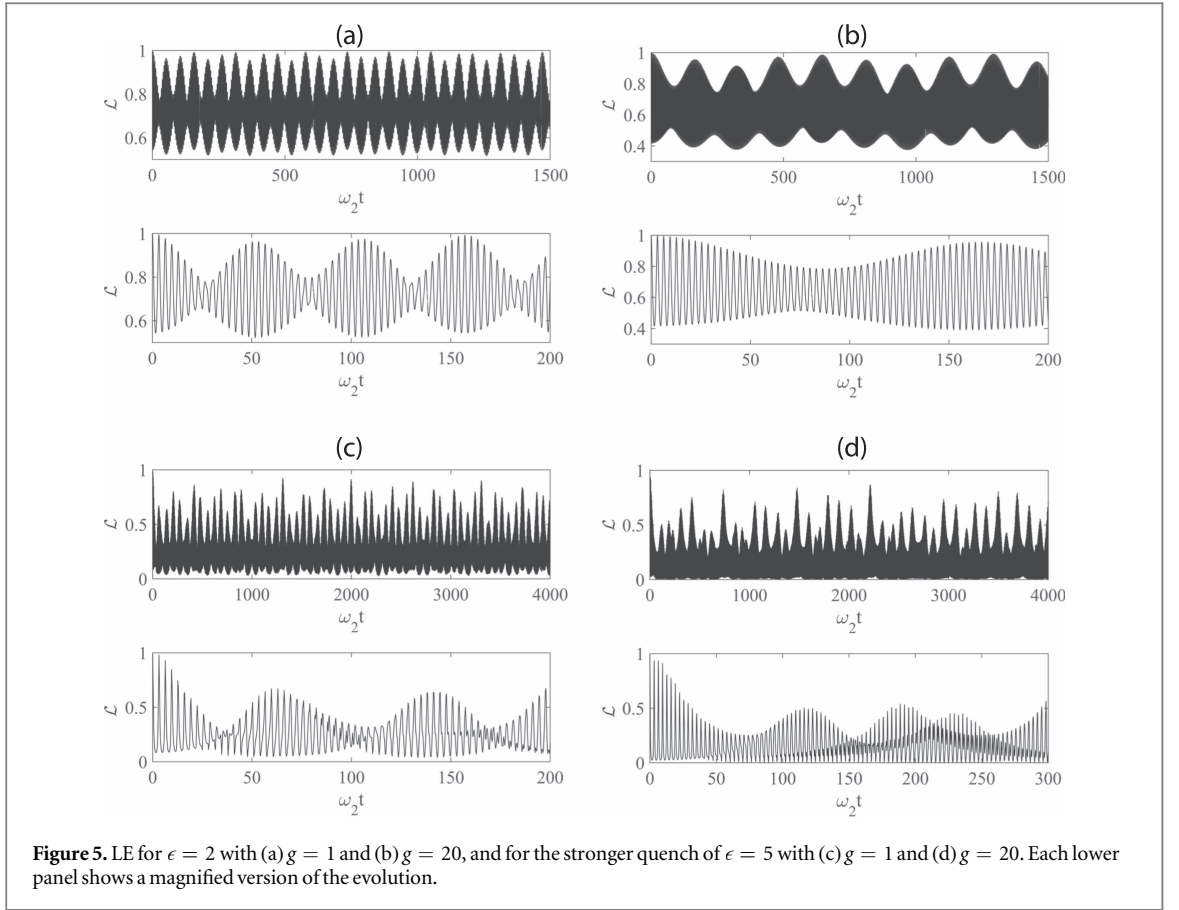 (a)
(b)
1
0.8
0.6
ℒ
0 500 1000 1500
ω₂t
1
0.8
0.6
0.4
ℒ
0 500 1000 1500
ω₂t
1
0.8
0.6
ℒ
0 50 100 150 200
ω₂t
1
0.8
0.6
0.4
ℒ
0 50 100 150 200
ω₂t
(c)
(d)
1
0.5
0
ℒ
0 1000 2000 3000 4000
ω₂t
1
0.5
0
ℒ
0 1000 2000 3000 4000
ω₂t
1
0.5
0
ℒ
0 50 100 150 200
ω₂t
1
0.5
0
ℒ
0 50 100 150 200 250 300
ω₂t
Figure 5. LE for ϵ = 2 with (a) g = 1 and (b) g = 20, and for the stronger quench of ϵ = 5 with (c) g = 1 and (d) g = 20. Each lower
panel shows a magnified version of the evolution.